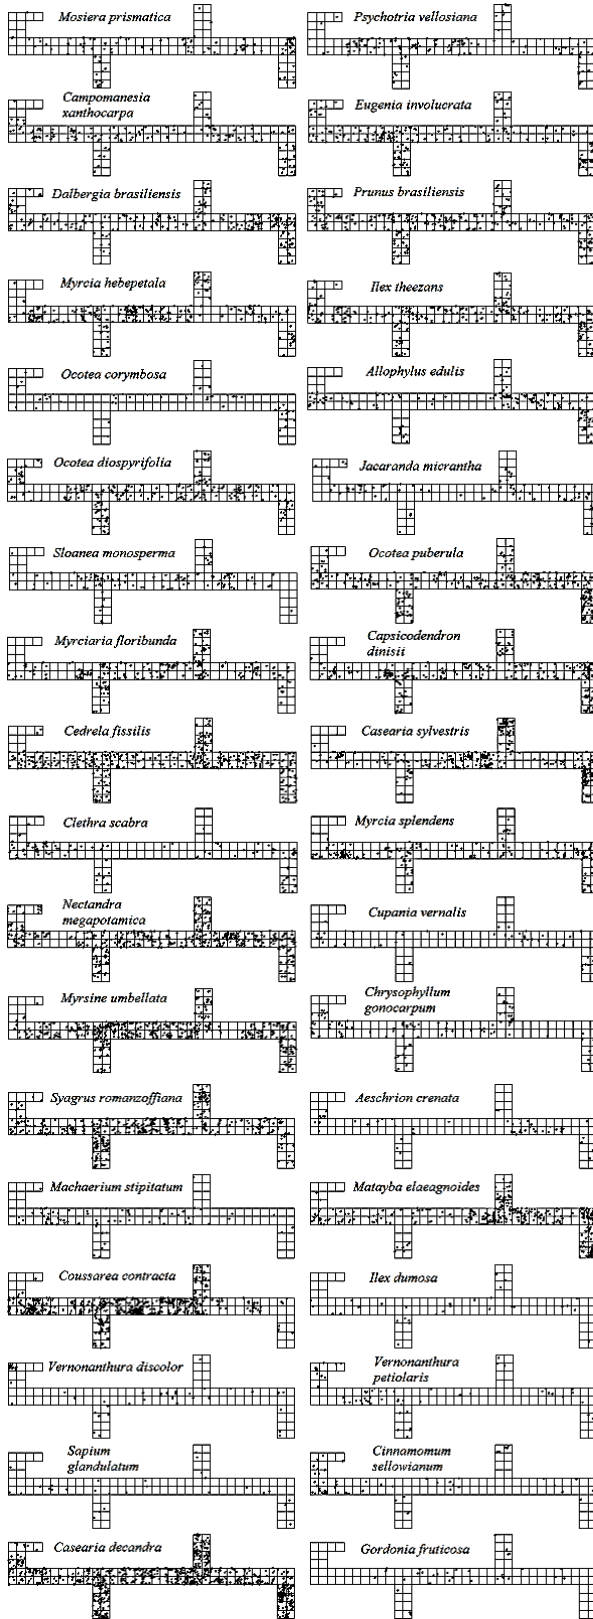 Mosiera prismatica
Psychotria vellosiana
Campomanesia
xanthocarpa
Eugenia involucrata
Dalbergia brasiliensis
Prunus brasiliensis
Myrcia hebepetala
Ilex theezans
Ocotea corymbosa
Allophylus edulis
Ocotea diospyrifolia
Jacaranda micrantha
Sloanea monosperma
Ocotea puberula
Myrciaria floribunda
Capsicodendron
dinisii
Cedrela fissilis
Casearia sylvestris
Clethra scabra
Myrcia splendens
Nectandra
megapotamica
Cupania vernalis
Myrsine umbellata
Chrysophyllum
gonocarpum
Syagrus romanzoffiana
Aeschrion crenata
Machaerium stipitatum
Matayba elaeagnoides
Coussarea contracta
Ilex dumosa
Vernonanthura discolor
Vernonanthura
petiolaris
Sapium
glandulatum
Cinnamomum
sellowianum
Casearia decandra
Gordonia fruticosa